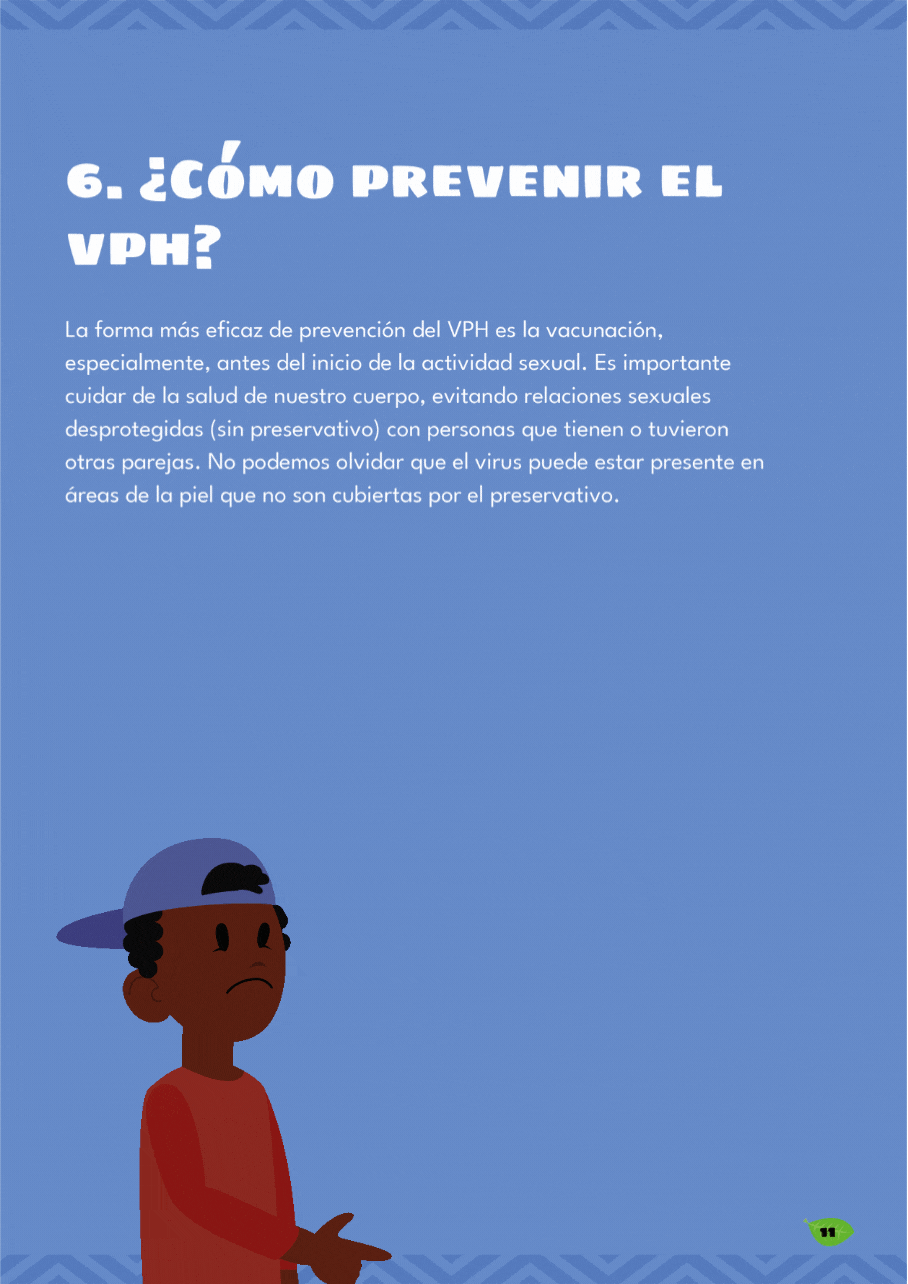 6. ¿CÓMO PREVENIR EL
VPH?
La forma más eficaz de prevención del VPH es la vacunación,
especialmente, antes del inicio de la actividad sexual. Es importante
cuidar de la salud de nuestro cuerpo, evitando relaciones sexuales
desprotegidas (sin preservativo) con personas que tienen o tuvieron
otras parejas. No podemos olvidar que el virus puede estar presente en
áreas de la piel que no son cubiertas por el preservativo.
11